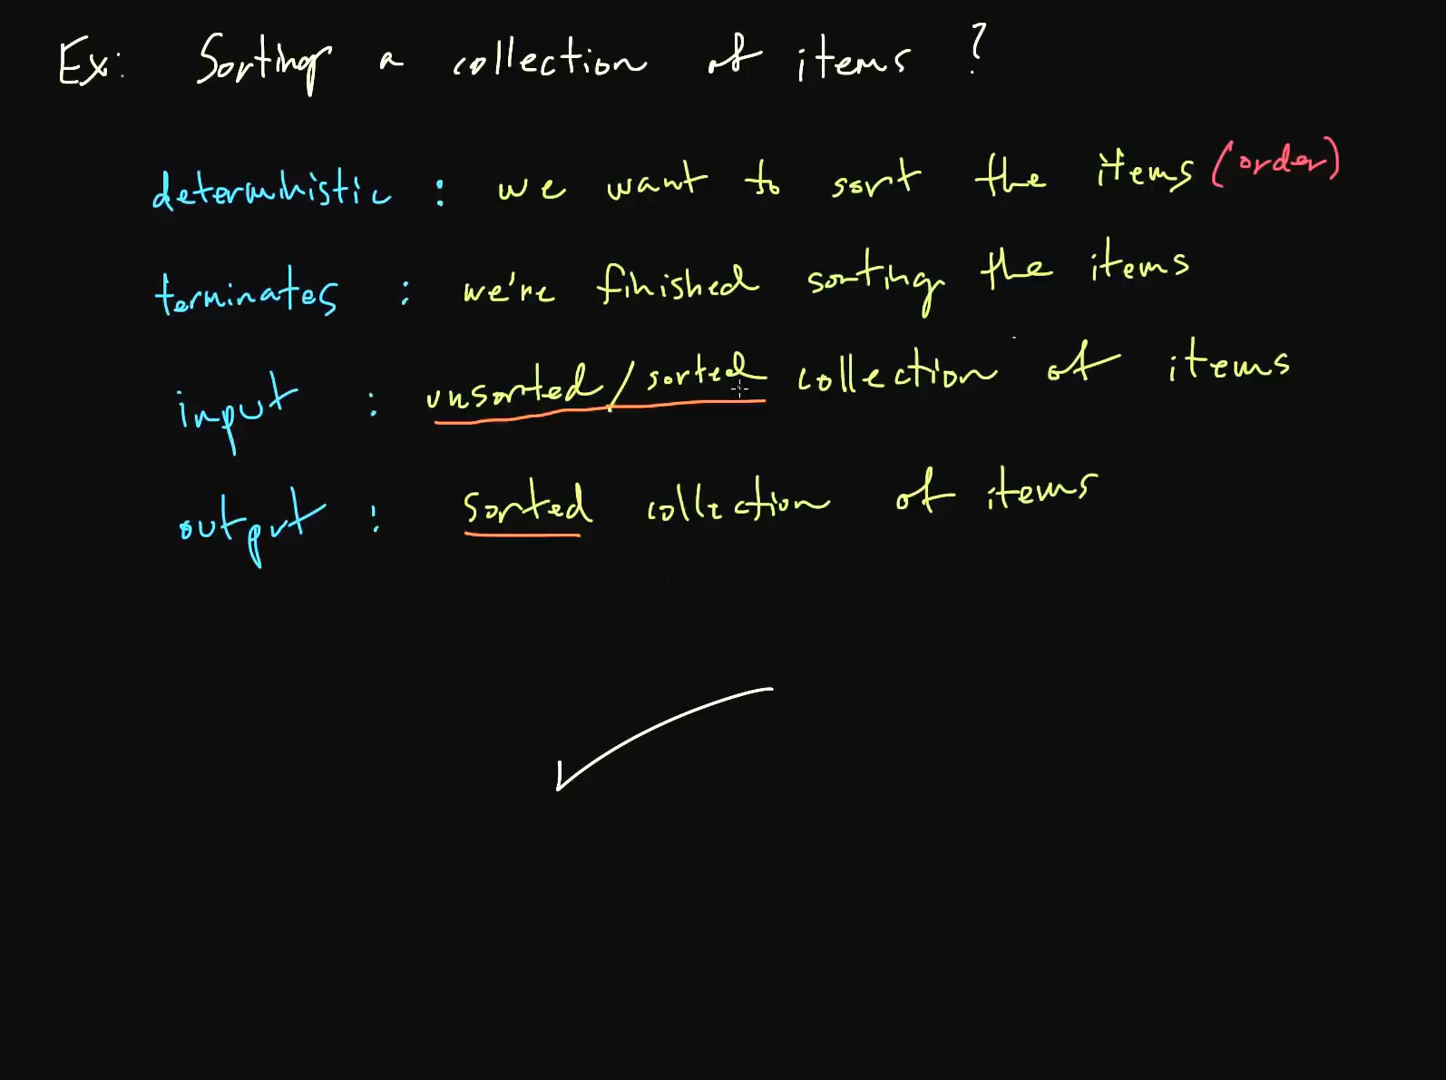 Ex: Sorting a collection of items ?
deterministic : we want to sort the items (order)
terminates : we're finished sorting the items
input : unsorted/sorted collection of items
output : sorted collection of items